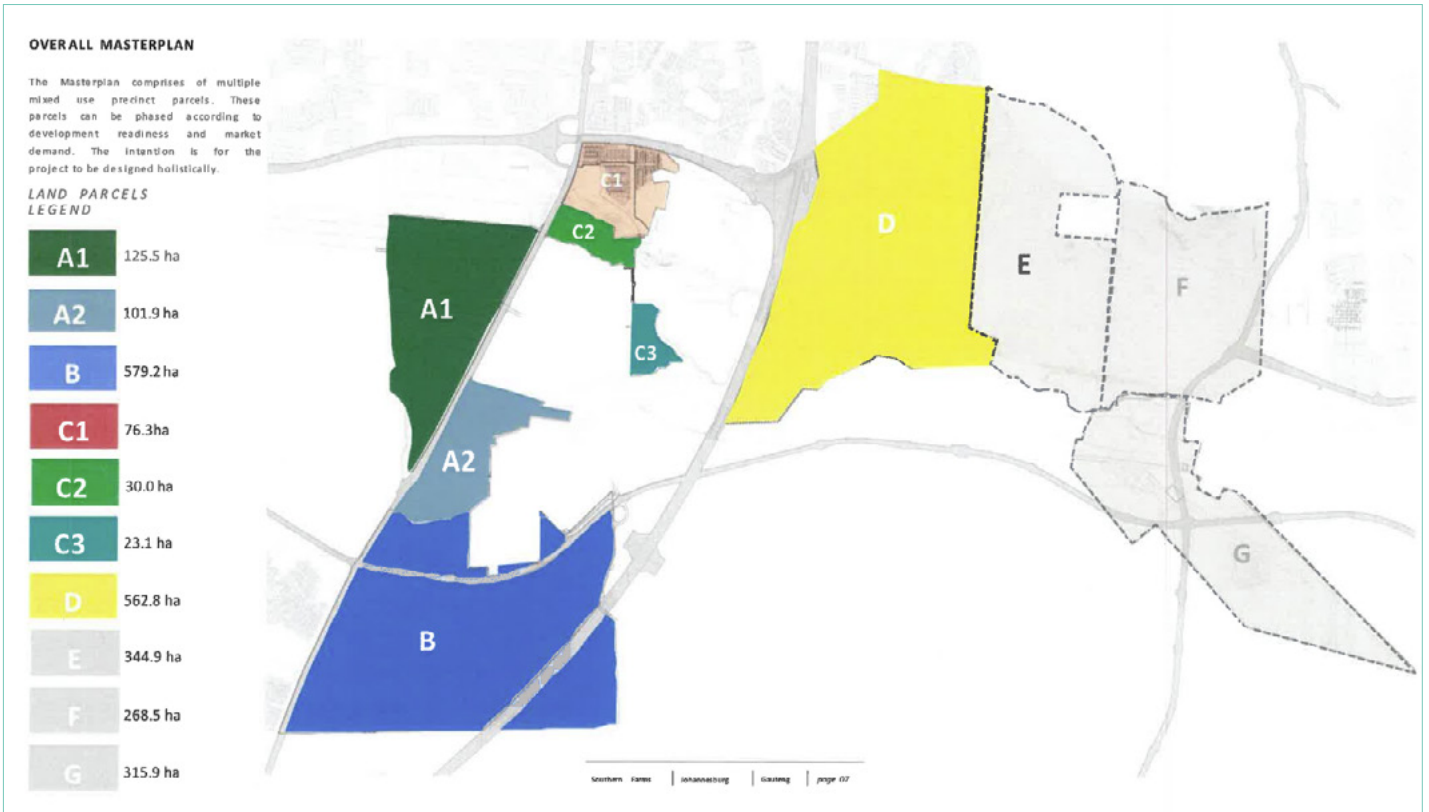 OVERALL MASTERPLAN
The Masterplan comprises of multiple
mixed use precinct parcels. These
parcels can be phased according to
development readiness and market
demand. The intention is for the
project to be designed holistically.
LAND PARCELS
LEGEND
A1 125.5 ha
A2 101.9 ha
B 579.2 ha
C1 76.3ha
C2 30.0 ha
C3 23.1 ha
D 562.8 ha
E 344.9 ha
F 268.5 ha
G 315.9 ha
C1
C2
D
E
F
A1
C3
A2
G
B
Southern Farms | Johannesburg | Gauteng | page 07